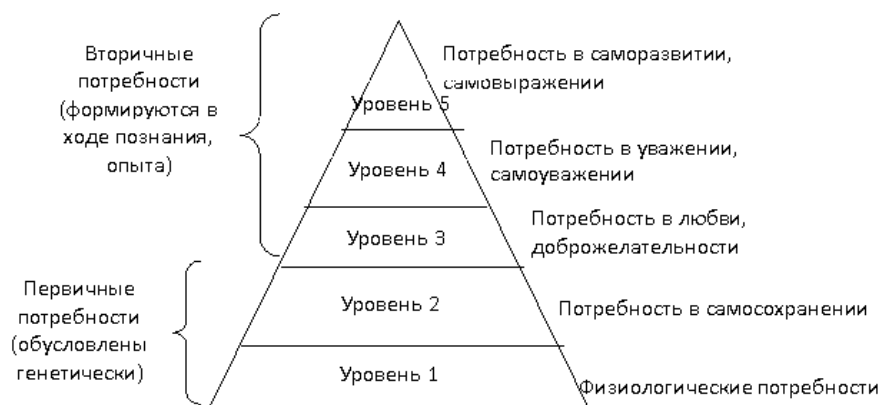 Вторичные
потребности
(формируются в
ходе познания,
опыта)
Потребность в саморазвитии,
самовыражении
Уровень 5
Потребность в уважении,
самоуважении
Уровень 4
Потребность в любви,
доброжелательности
Уровень 3
Первичные
потребности
(обусловлены
генетически)
Уровень 2
Потребность в самосохранении
Уровень 1
Физиологические потребности